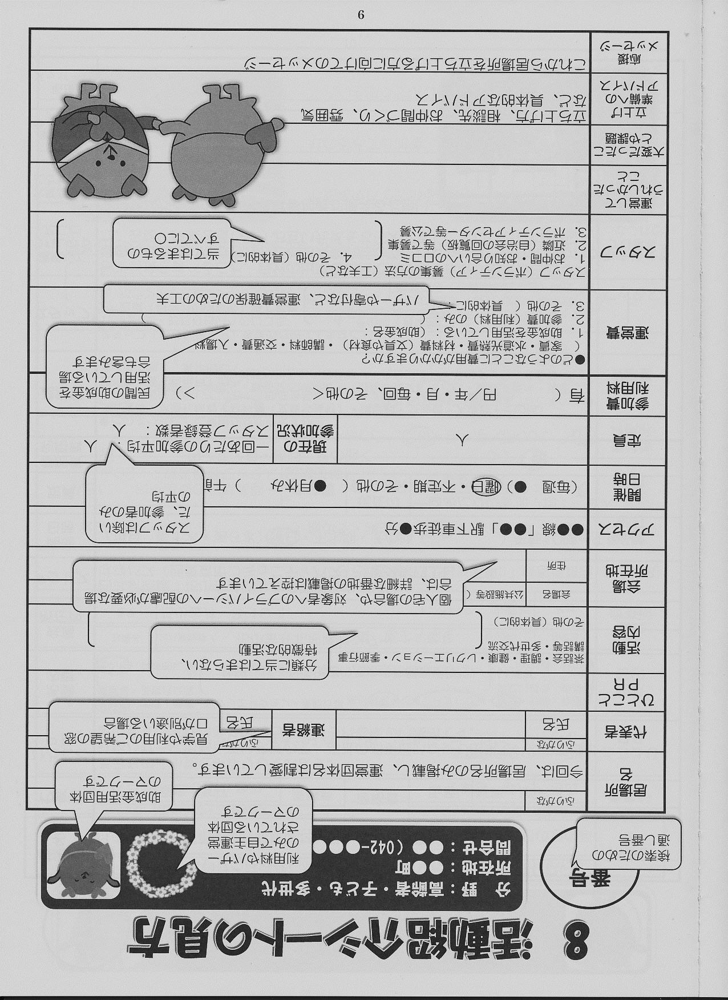 8 活動紹介シートの見方
検索のための
通し番号
番号
分　野：高齢者・子ども・多世代
所在地：●●町
問合せ：●●（042-●●●
利用料やバザー
のみで自主運営
されている団体
のマークです
助成金活用団体
のマークです
居場所
名
ふりがな
今回は、居場所名のみ掲載し、運営団体名は割愛しています。
代表者
ふりがな
氏名
連絡者
ふりがな
氏名
見学や利用のご希望の窓
口が別途いる場合
ひとこと
ＰＲ
活動
内容
茶話会・調理・健康・レクリエーション・季節行事
講話等・多世代交流
その他（具体的に）
分類に当てはまらない、
特徴的な活動
会場
所在地
会場名
公共施設等（
住所
個人宅の場合や、対象者へのプライバシーへの配慮が必要な場
合は、詳細な番地の掲載は控えています
アクセス
●●線「●●」駅下車徒歩●分
開催
日時
（毎週　●）曜日・不定期・その他（　●月休み　）午前
スタッフは除い
た、参加者のみ
の平均
定員
人
現在の
参加状況
一回あたりの参加平均：　人
スタッフ登録者数：　人
参加費
利用料
有（　　　円／年・月・毎回、その他＜　　　　＞）
民間の助成金を
活用している場
合も含みます
運営費
●どのようなことに費用がかかりますか？
（　家賃・水道光熱費・材料費（文具や食材）・講師料・交通費・入場料
1．助成金を活用している：（助成金名：
2．参加費（利用料）のみ：（　　　　）
3．その他（　具体的に：
バザーや寄付など、運営費確保のための工夫
スタッフ
スタッフ（ボランティア）募集の方法（工夫など）
1．お仲間・お知り合いへの口コミ
2．近隣（自治会の回覧板）等で募集
3．ボランティアセンター等で公募
4．その他（具体的に）
当てはまるもの
すべてに〇
運営して
うれしかった
こと
大変だったこ
とや課題
立上げ
準備への
アドバイス
立ち上げ方、相談先、お仲間づくり、雰囲気
など、具体的なアドバイス
応援
メッセージ
これから居場所を立ち上げる方に向けてのメッセージ
6